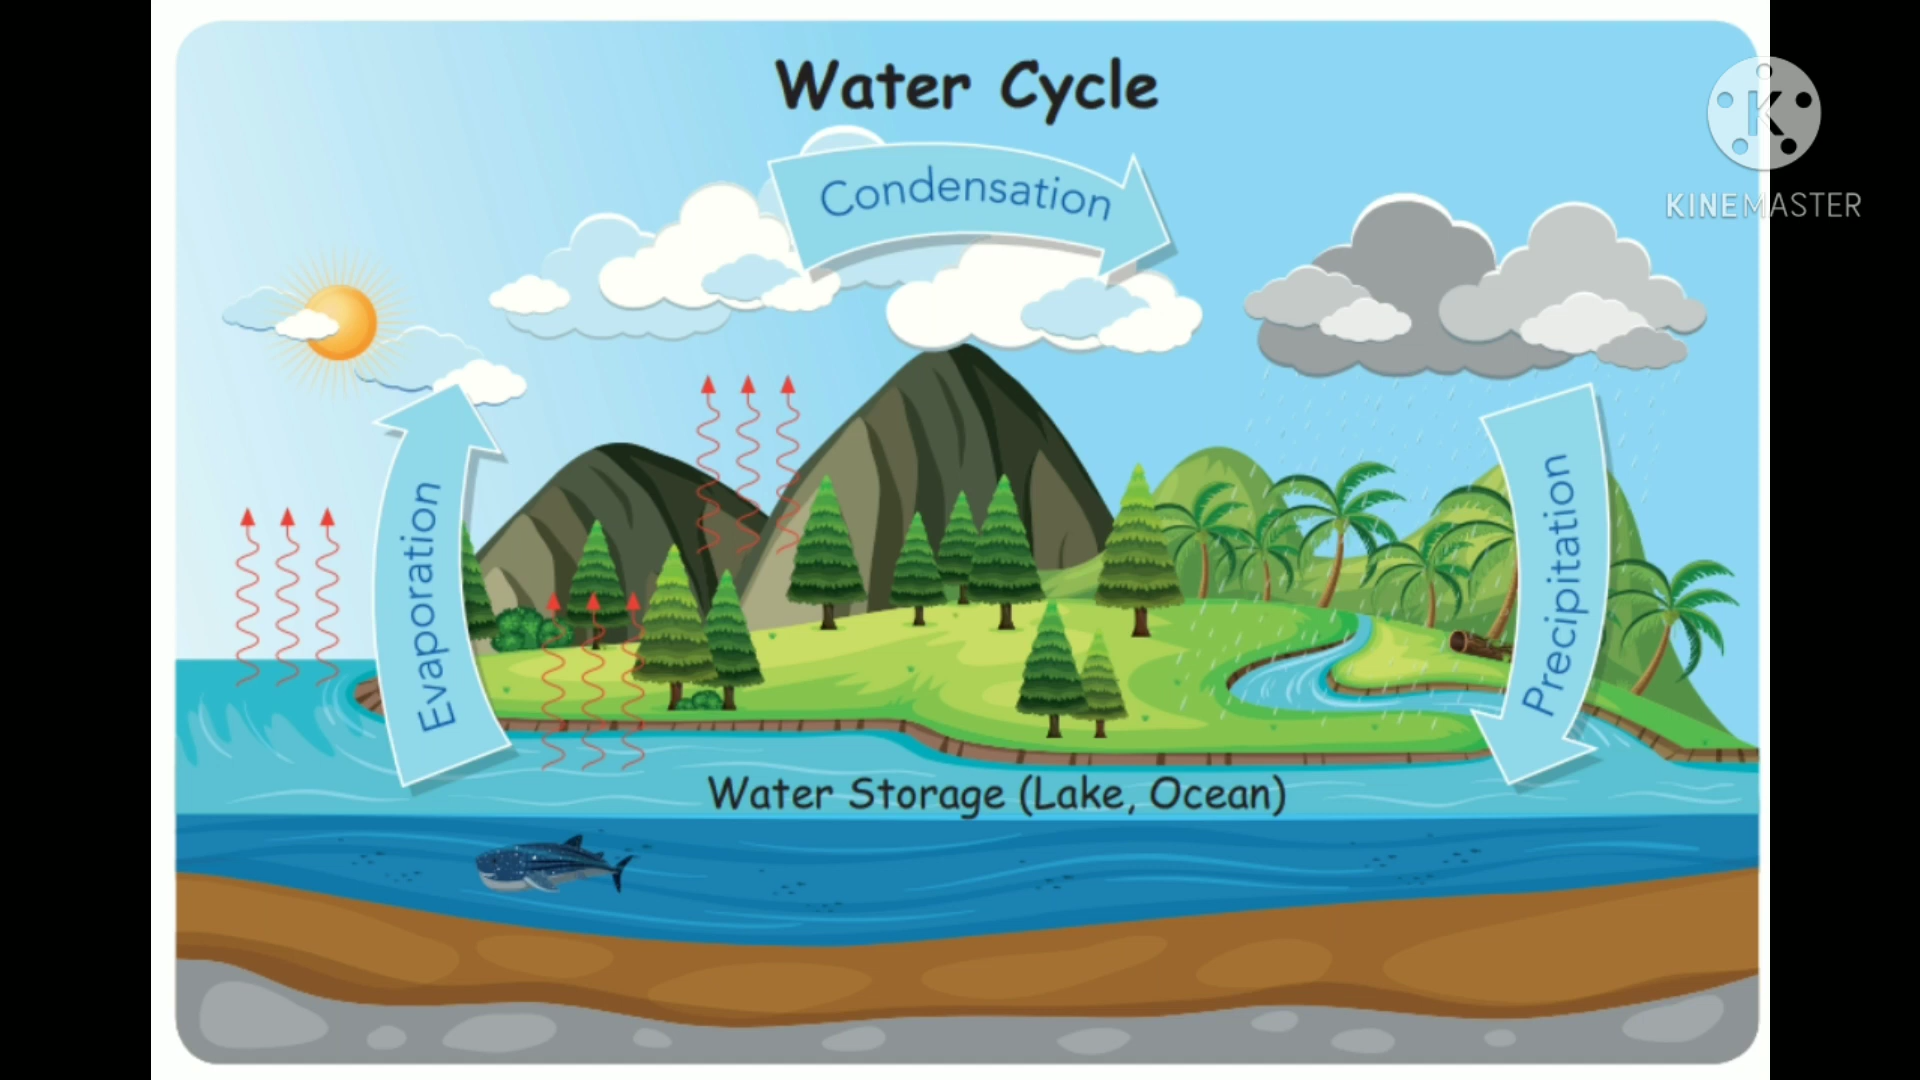 Water Cycle
Condensation
K
KINEMASTER
Evaporation
Precipitation
Water Storage (Lake, Ocean)